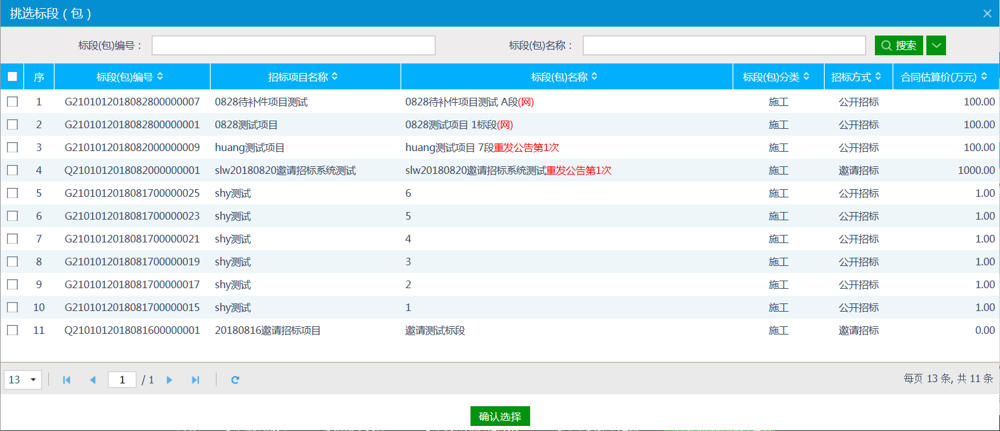 挑选标段（包）
标段(包)编号： 标段(包)名称： 搜索
序 标段(包)编号 招标项目名称 标段(包)名称 标段(包)分类 招标方式 合同估算价(万元)
1 G2101012018082800000007 0828待补件项目测试 0828待补件项目测试 A段(网) 施工 公开招标 100.00
2 G2101012018082800000001 0828测试项目 0828测试项目 1标段(网) 施工 公开招标 100.00
3 G2101012018082000000009 huang测试项目 huang测试项目 7段重发公告第1次 施工 公开招标 100.00
4 Q2101012018082000000001 slw20180820邀请招标系统测试 slw20180820邀请招标系统测试重发公告第1次 施工 邀请招标 1000.00
5 G2101012018081700000025 shy测试 6 施工 公开招标 1.00
6 G2101012018081700000023 shy测试 5 施工 公开招标 1.00
7 G2101012018081700000021 shy测试 4 施工 公开招标 1.00
8 G2101012018081700000019 shy测试 3 施工 公开招标 1.00
9 G2101012018081700000017 shy测试 2 施工 公开招标 1.00
10 G2101012018081700000015 shy测试 1 施工 公开招标 1.00
11 Q2101012018081600000001 20180816邀请招标项目 邀请测试标段 施工 邀请招标 0.00
13 1 / 1 每页 13 条, 共 11 条
确认选择